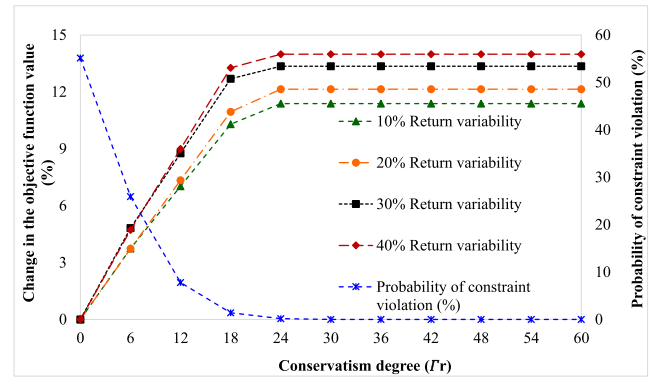 Change in the objective function value
(%)
15
12
9
6
3
0
60
50
40
30
20
10
0
Probability of constraint violation (%)
10% Return variability
20% Return variability
30% Return variability
40% Return variability
Probability of constraint
violation (%)
0 6 12 18 24 30 36 42 48 54 60
Conservatism degree (Γr)